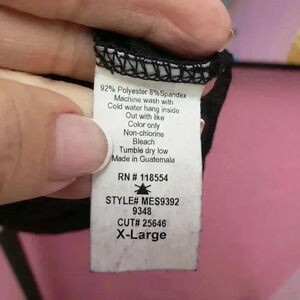 92% Polyester 8%Spandex
Machine wash with
Cold water hang inside
Out with like
Color only
Non-chlorine
Bleach
Tumble dry low
Made in Guatemala
RN # 118554
STYLE# MES9392
9348
CUT# 25646
X-Large